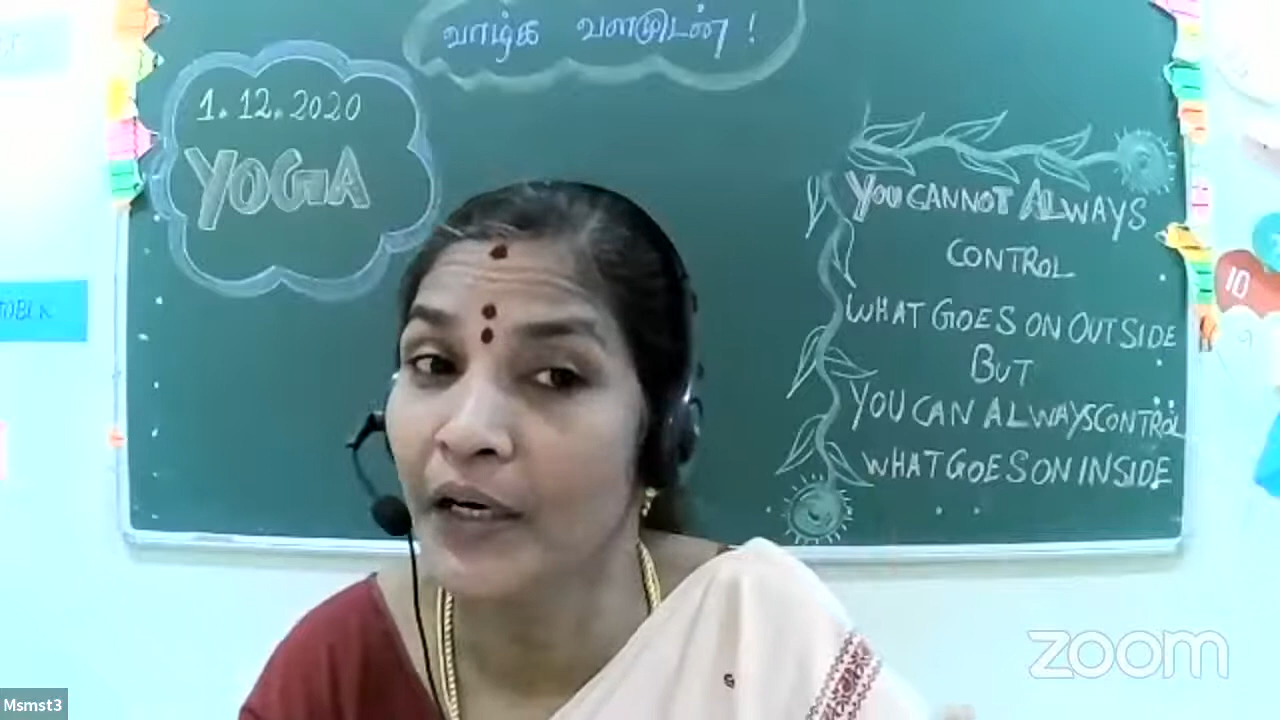 வாழ்க வளமுடன் !
1.12.2020
YOGA
YOU CANNOT ALWAYS
CONTROL
WHAT GOES ON OUTSIDE
BUT
YOU CAN ALWAYS CONTROL
WHAT GOES ON INSIDE
10
9
zoom
Msmst3